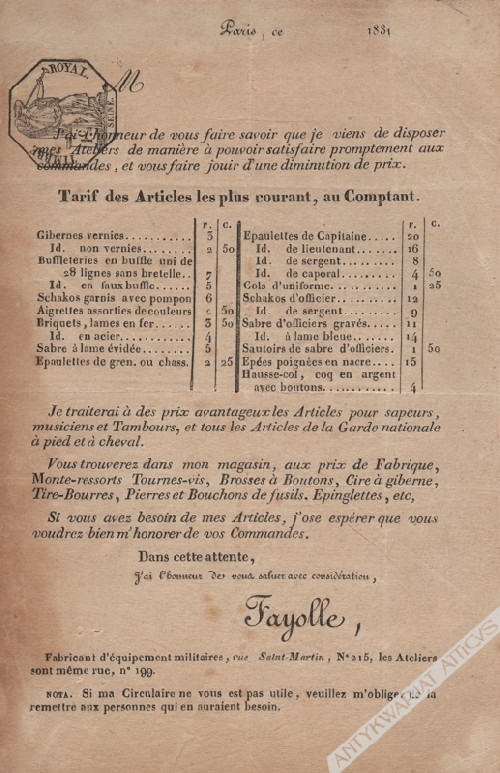 Paris, ce 1831
ROYAL
TIMBRE
M
J'ai l'honneur de vous faire savoir que je viens de disposer
mes Ateliers de manière à pouvoir satisfaire promptement aux
commandes, et vous faire jouir d'une diminution de prix.
Tarif des Articles les plus courant, au Comptant.
f. c.
Gibernes vernies........... 3
Id. non vernies....... 2 50
Buffleteries en buffle uni de
28 lignes sans bretelle.. 7
Id. en faux buffle..... 5
Schakos garnis avec pompon 6
Aigrettes assorties de couleurs 50
Briquets, lames en fer...... 3 50
Id. en acier......... 4
Sabre à lame évidée....... 5
Epaulettes de gren. ou chass. 2 25
f. c.
Epaulettes de Capitaine..... 20
Id. de lieutenant..... 16
Id. de sergent....... 8
Id. de caporal....... 4 50
Cols d'uniforme........ 1 25
Schakos d'officier....... 12
Id. de sergent........ 9
Sabre d'officiers gravés.... 11
Id. à lame bleue....... 14
Sautoirs de sabre d'officiers. 1 50
Epées poignées en nacre.... 15
Hausse-col, coq en argent
avec boutons........... 4
Je traiterai à des prix avantageux les Articles pour sapeurs,
musiciens et Tambours, et tous les Articles de la Garde nationale
à pied et à cheval.
Vous trouverez dans mon magasin, aux prix de Fabrique,
Monte-ressorts Tournes-vis, Brosses à Boutons, Cire à giberne,
Tire-Bourres, Pierres et Bouchons de fusils. Epinglettes, etc,
Si vous avez besoin de mes Articles, j'ose espérer que vous
voudrez bien m'honorer de vos Commandes.
Dans cette attente,
J'ai l'honneur de vous saluer avec considération,
Fayolle,
Fabricant d'équipement militaires, rue Saint-Martin, N° 215, les Ateliers
sont même rue, n° 199.
NOTA. Si ma Circulaire ne vous est pas utile, veuillez m'obliger de la
remettre aux personnes qui en auraient besoin.
ANTYKWARIAT ATTICVS